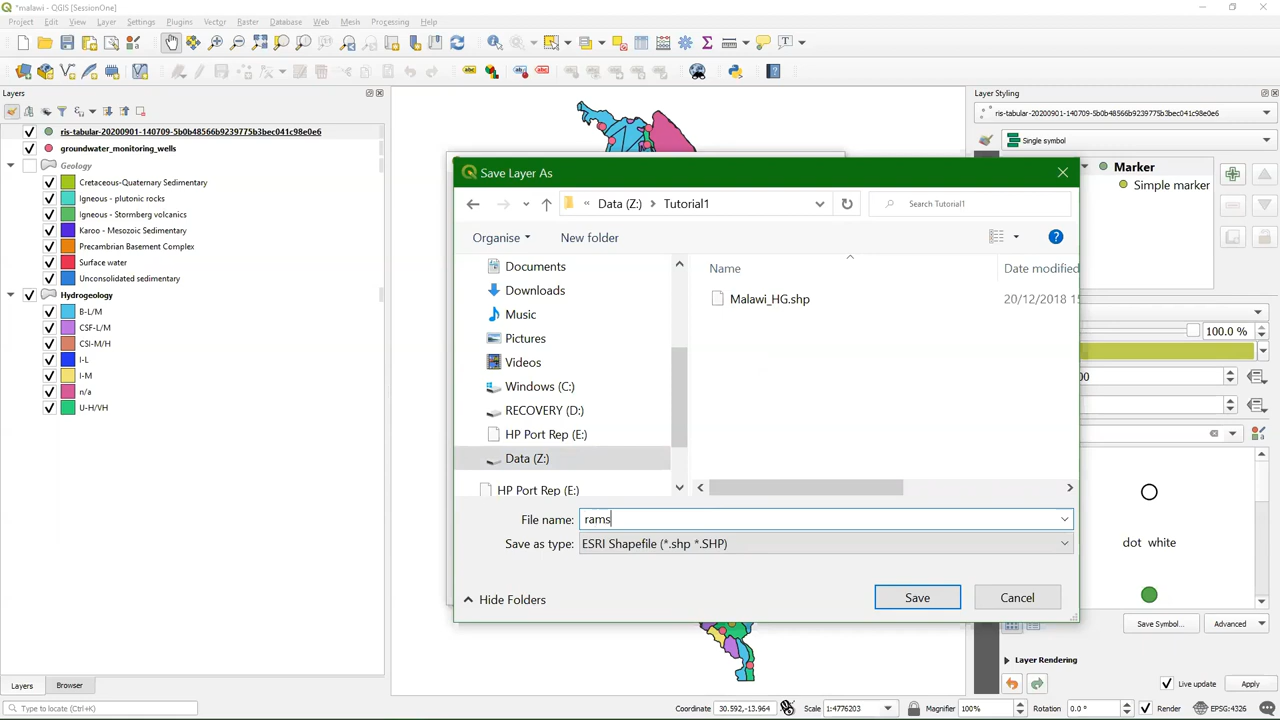 *malawi - QGIS [SessionOne]
Project Edit View Layer Settings Plugins Vector Raster Database Web Mesh Processing Help
Layers
ris-tabular-20200901-140709-5b0b48566b9239775b3bec041c98e0e6
groundwater_monitoring_wells
Geology
Cretaceous-Quaternary Sedimentary
Igneous - plutonic rocks
Igneous - Stormberg volcanics
Karoo - Mesozoic Sedimentary
Precambrian Basement Complex
Surface water
Unconsolidated sedimentary
Hydrogeology
B-L/M
CSF-L/M
CSI-M/H
I-L
I-M
n/a
U-H/VH
Layers Browser
Save Layer As
Data (Z:) Tutorial1
Search Tutorial1
Organise New folder
Documents
Downloads
Music
Pictures
Videos
Windows (C:)
RECOVERY (D:)
HP Port Rep (E:)
Data (Z:)
HP Port Rep (E:)
Name Date modified
Malawi_HG.shp 20/12/2018 15
File name: rams
Save as type: ESRI Shapefile (*.shp *.SHP)
Hide Folders Save Cancel
Layer Styling
ris-tabular-20200901-140709-5b0b48566b9239775b3bec041c98e0e6
Single symbol
Marker
Simple marker
100.0 %
00
dot white
Save Symbol... Advanced
Layer Rendering
Live update Apply
Type to locate (Ctrl+K) Coordinate 30.592,-13.964 Scale 1:4776203 Magnifier 100% Rotation 0.0 ° Render EPSG:4326